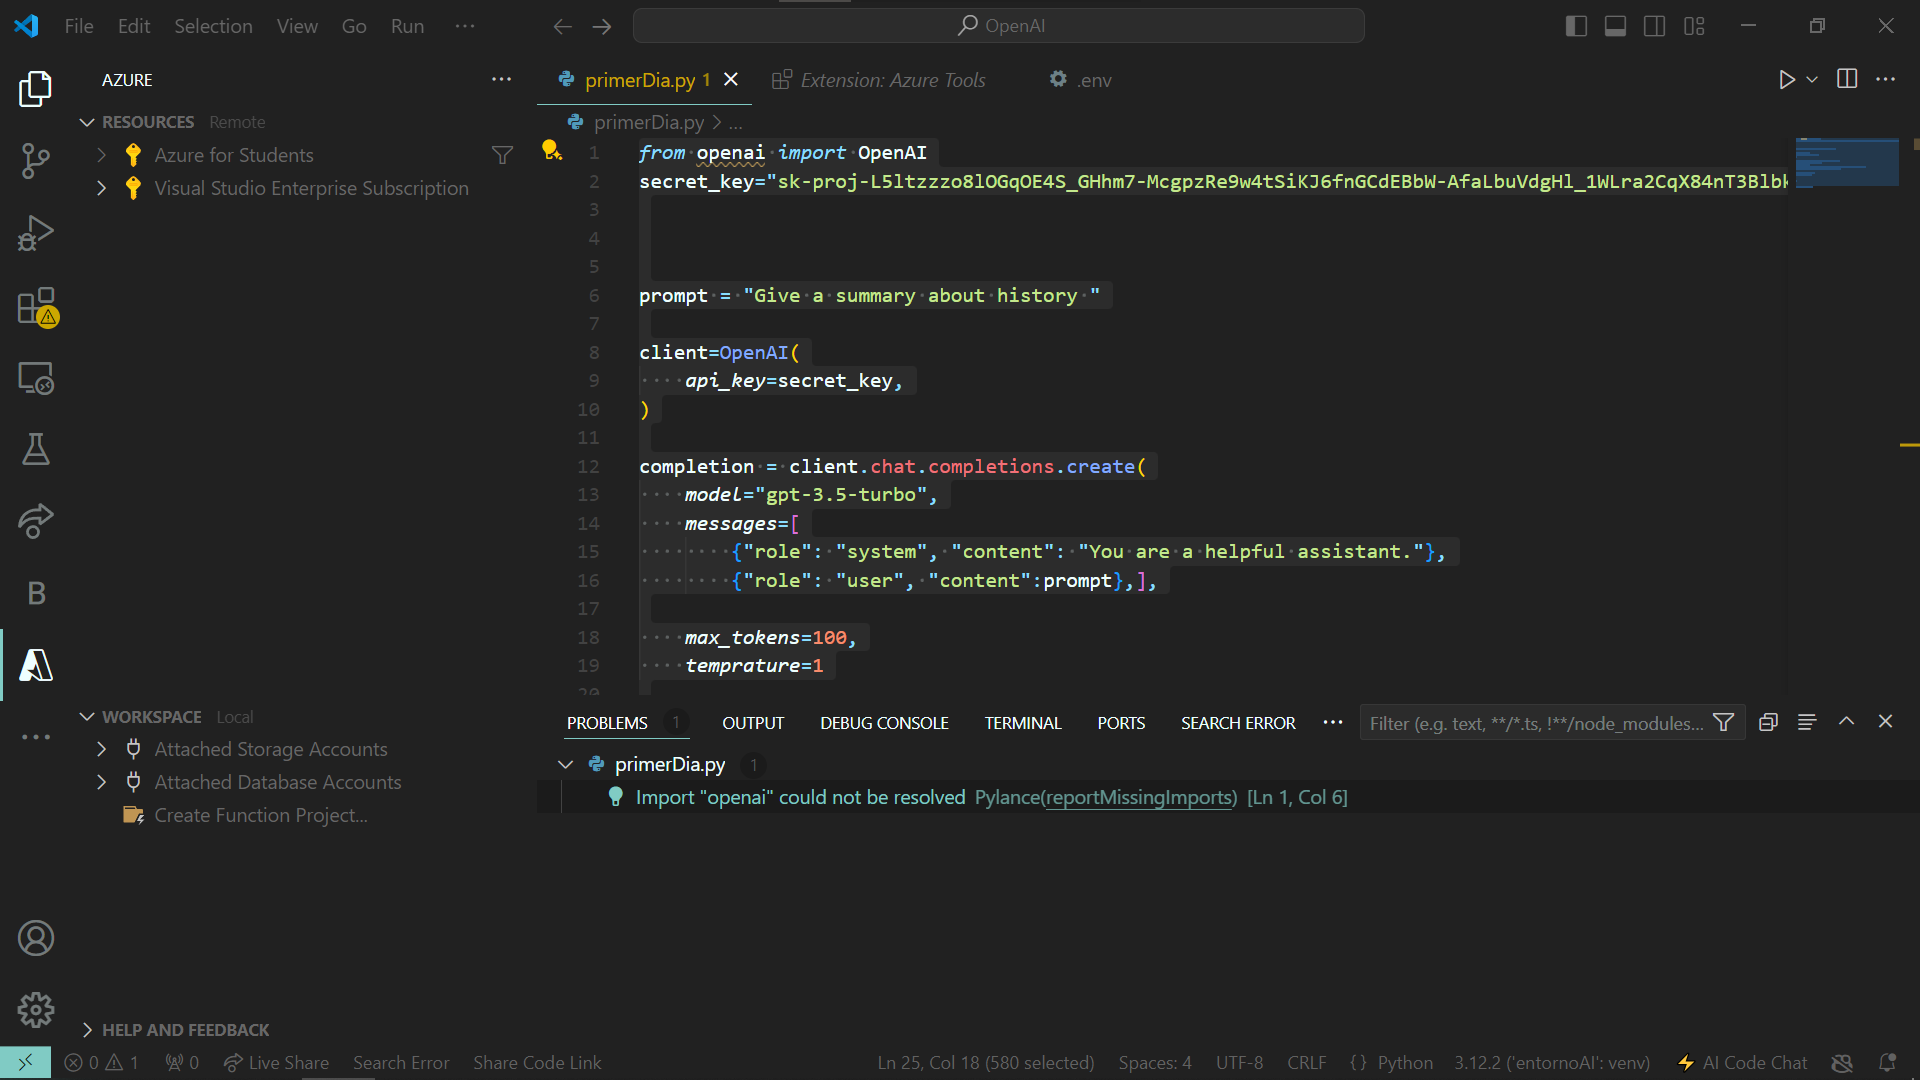 File Edit Selection View Go Run ···
OpenAI
AZURE ···
RESOURCES Remote
Azure for Students
Visual Studio Enterprise Subscription
WORKSPACE Local
Attached Storage Accounts
Attached Database Accounts
Create Function Project...
HELP AND FEEDBACK
primerDia.py 1 Extension: Azure Tools .env
primerDia.py > ...
1 from openai import OpenAI
2 secret_key="sk-proj-L5ltzzzo8lOGqOE4S_GHhm7-McgpzRe9w4tSiKJ6fnGCdEBbW-AfaLbuVdgHl_1WLra2CqX84nT3Blbk
3
4
5
6 prompt = "Give a summary about history "
7
8 client=OpenAI(
9 api_key=secret_key,
10 )
11
12 completion = client.chat.completions.create(
13 model="gpt-3.5-turbo",
14 messages=[
15 {"role": "system", "content": "You are a helpful assistant."},
16 {"role": "user", "content":prompt},],
17
18 max_tokens=100,
19 temprature=1
20
PROBLEMS 1 OUTPUT DEBUG CONSOLE TERMINAL PORTS SEARCH ERROR ··· Filter (e.g. text, **/*.ts, !**/node_modules...
primerDia.py 1
Import "openai" could not be resolved Pylance(reportMissingImports) [Ln 1, Col 6]
0 1 0 Live Share Search Error Share Code Link Ln 25, Col 18 (580 selected) Spaces: 4 UTF-8 CRLF {} Python 3.12.2 ('entornoAI': venv) AI Code Chat